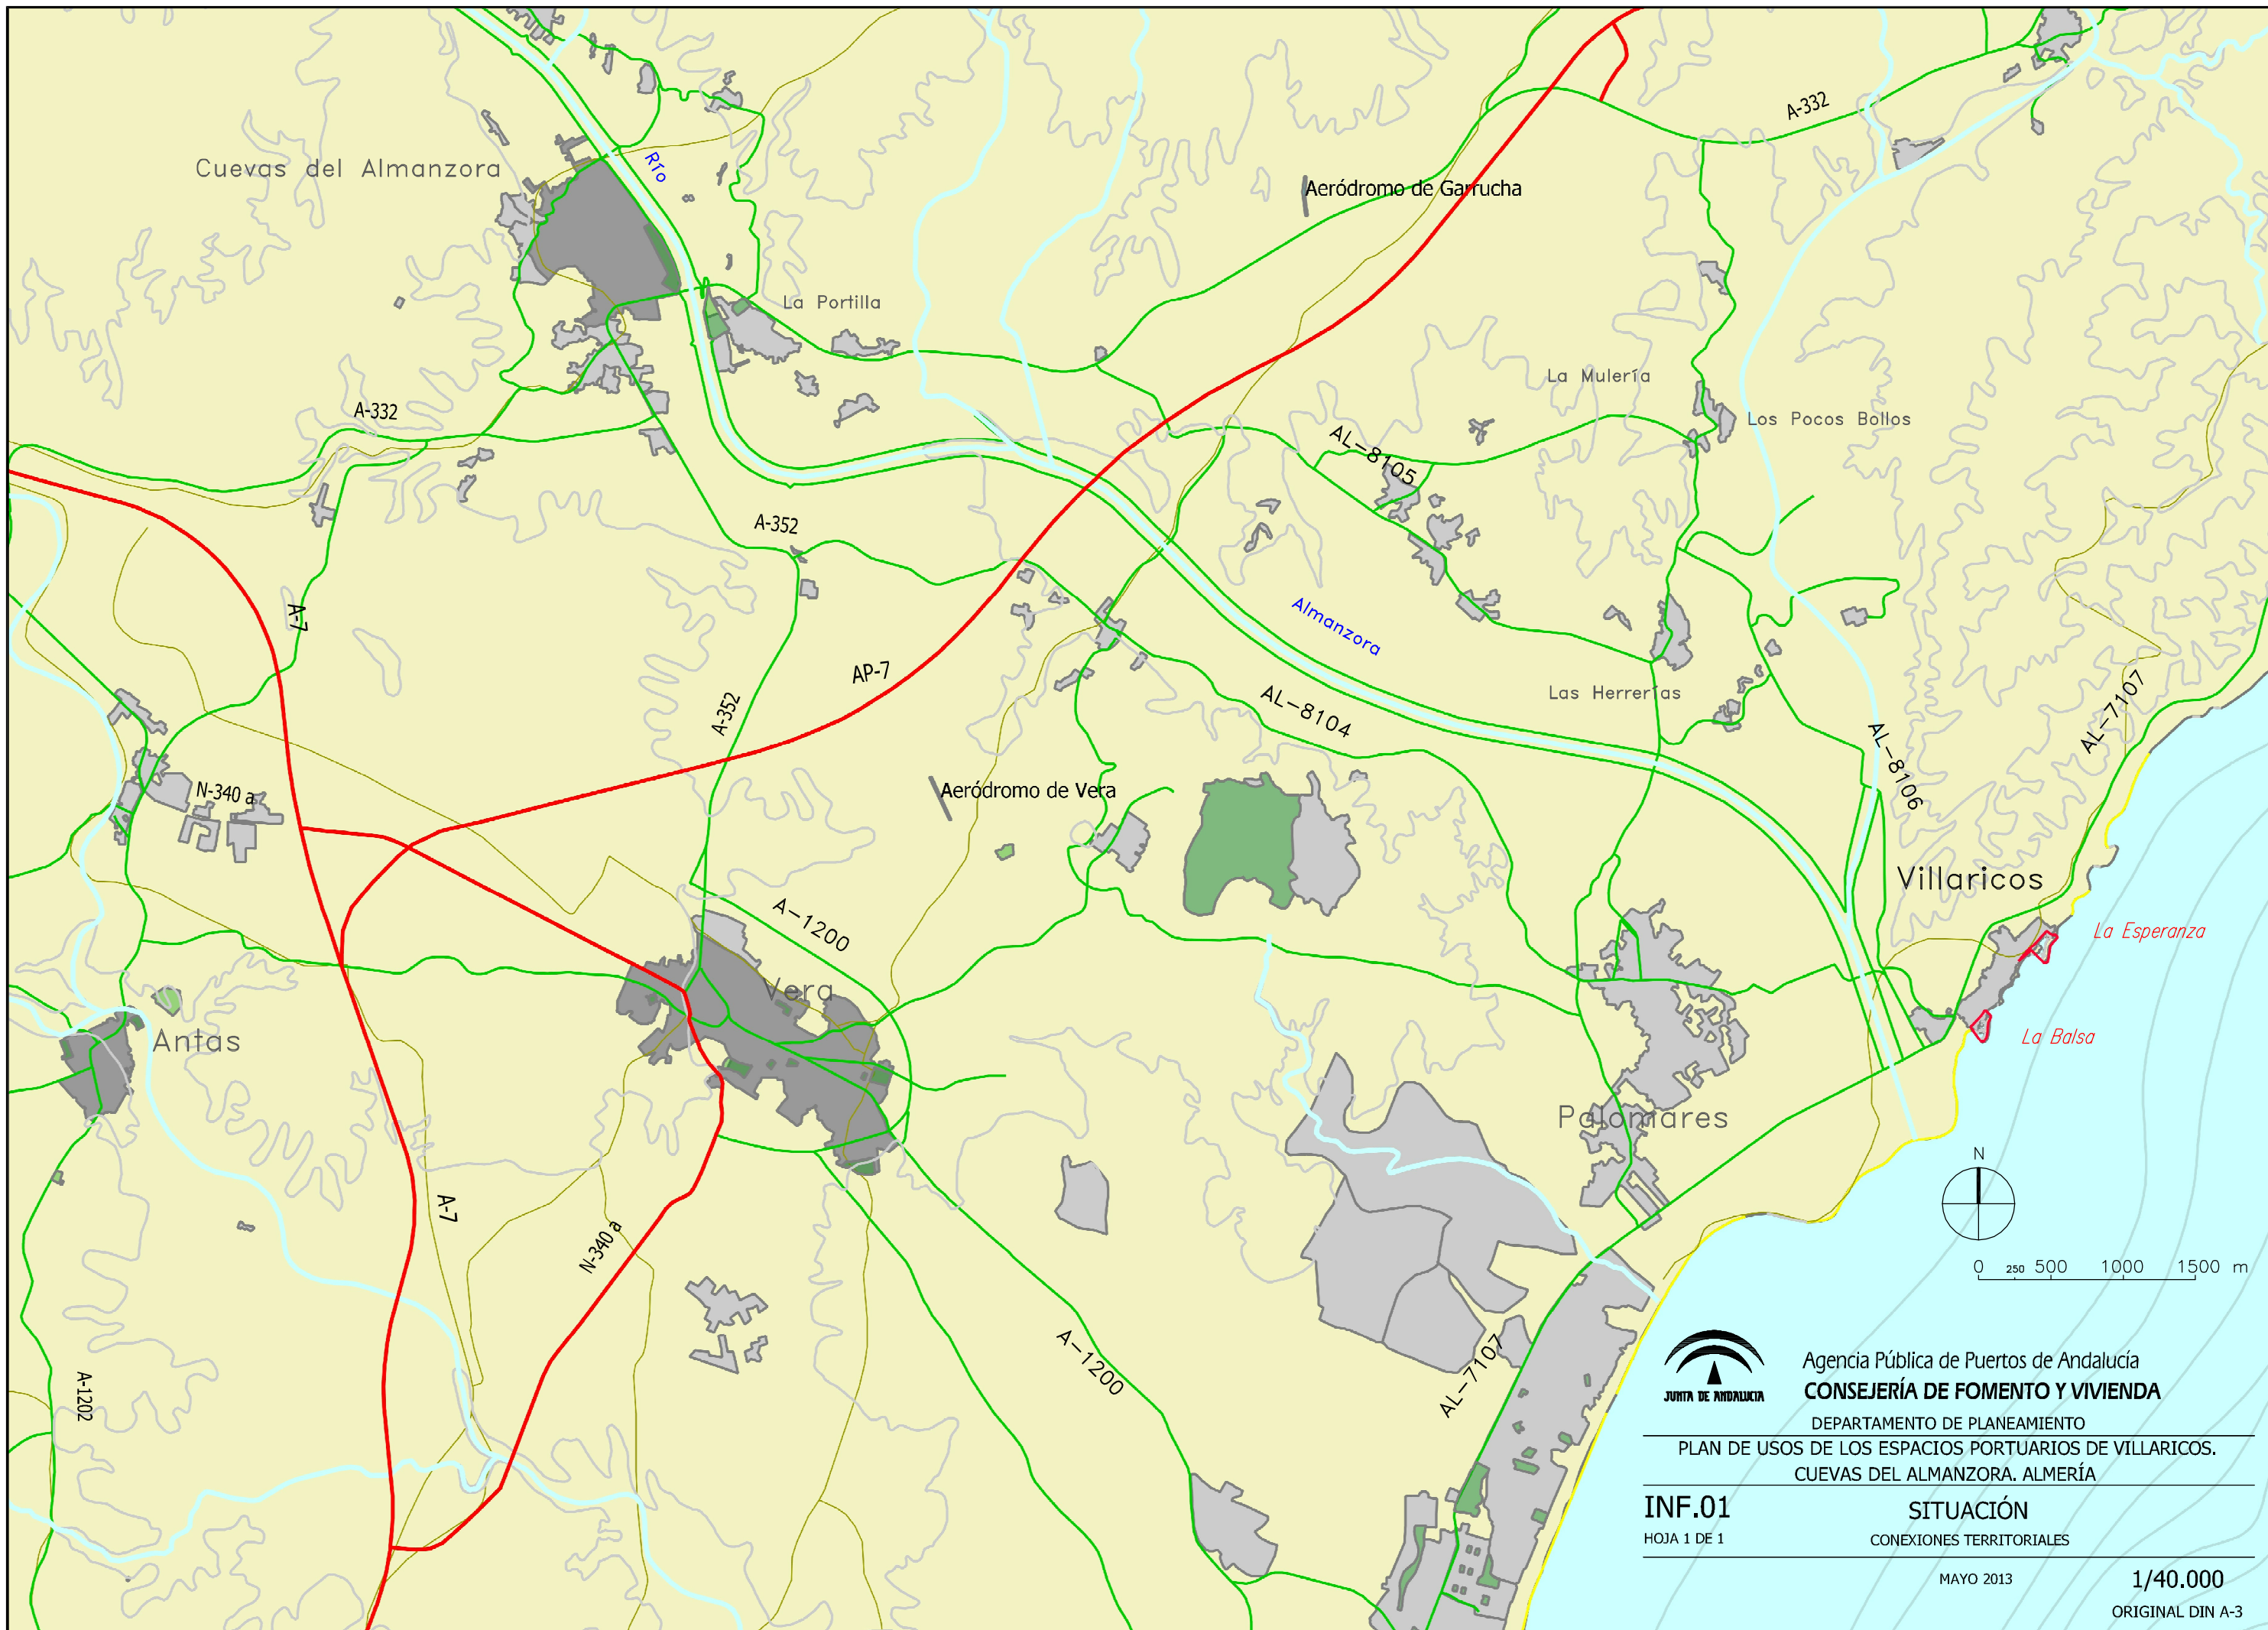 A-332
Cuevas del Almanzora
Río
Aeródromo de Garrucha
La Portilla
La Mulería
A-332
Los Pocos Bollos
AL-8105
A-352
A-7
Almanzora
AP-7
A-352
Las Herrerías
AL-8104
AL-7107
AL-8106
N-340 a
Aeródromo de Vera
Villaricos
A-1200
La Esperanza
Vera
Antas
La Balsa
Palomares
N
A-7
N-340 a
0 250 500 1000 1500 m
A-1200
AL-7107
A-1202
JUNTA DE ANDALUCIA
Agencia Pública de Puertos de Andalucía
CONSEJERÍA DE FOMENTO Y VIVIENDA
DEPARTAMENTO DE PLANEAMIENTO
PLAN DE USOS DE LOS ESPACIOS PORTUARIOS DE VILLARICOS.
CUEVAS DEL ALMANZORA. ALMERÍA
INF.01
SITUACIÓN
HOJA 1 DE 1
CONEXIONES TERRITORIALES
MAYO 2013
1/40.000
ORIGINAL DIN A-3